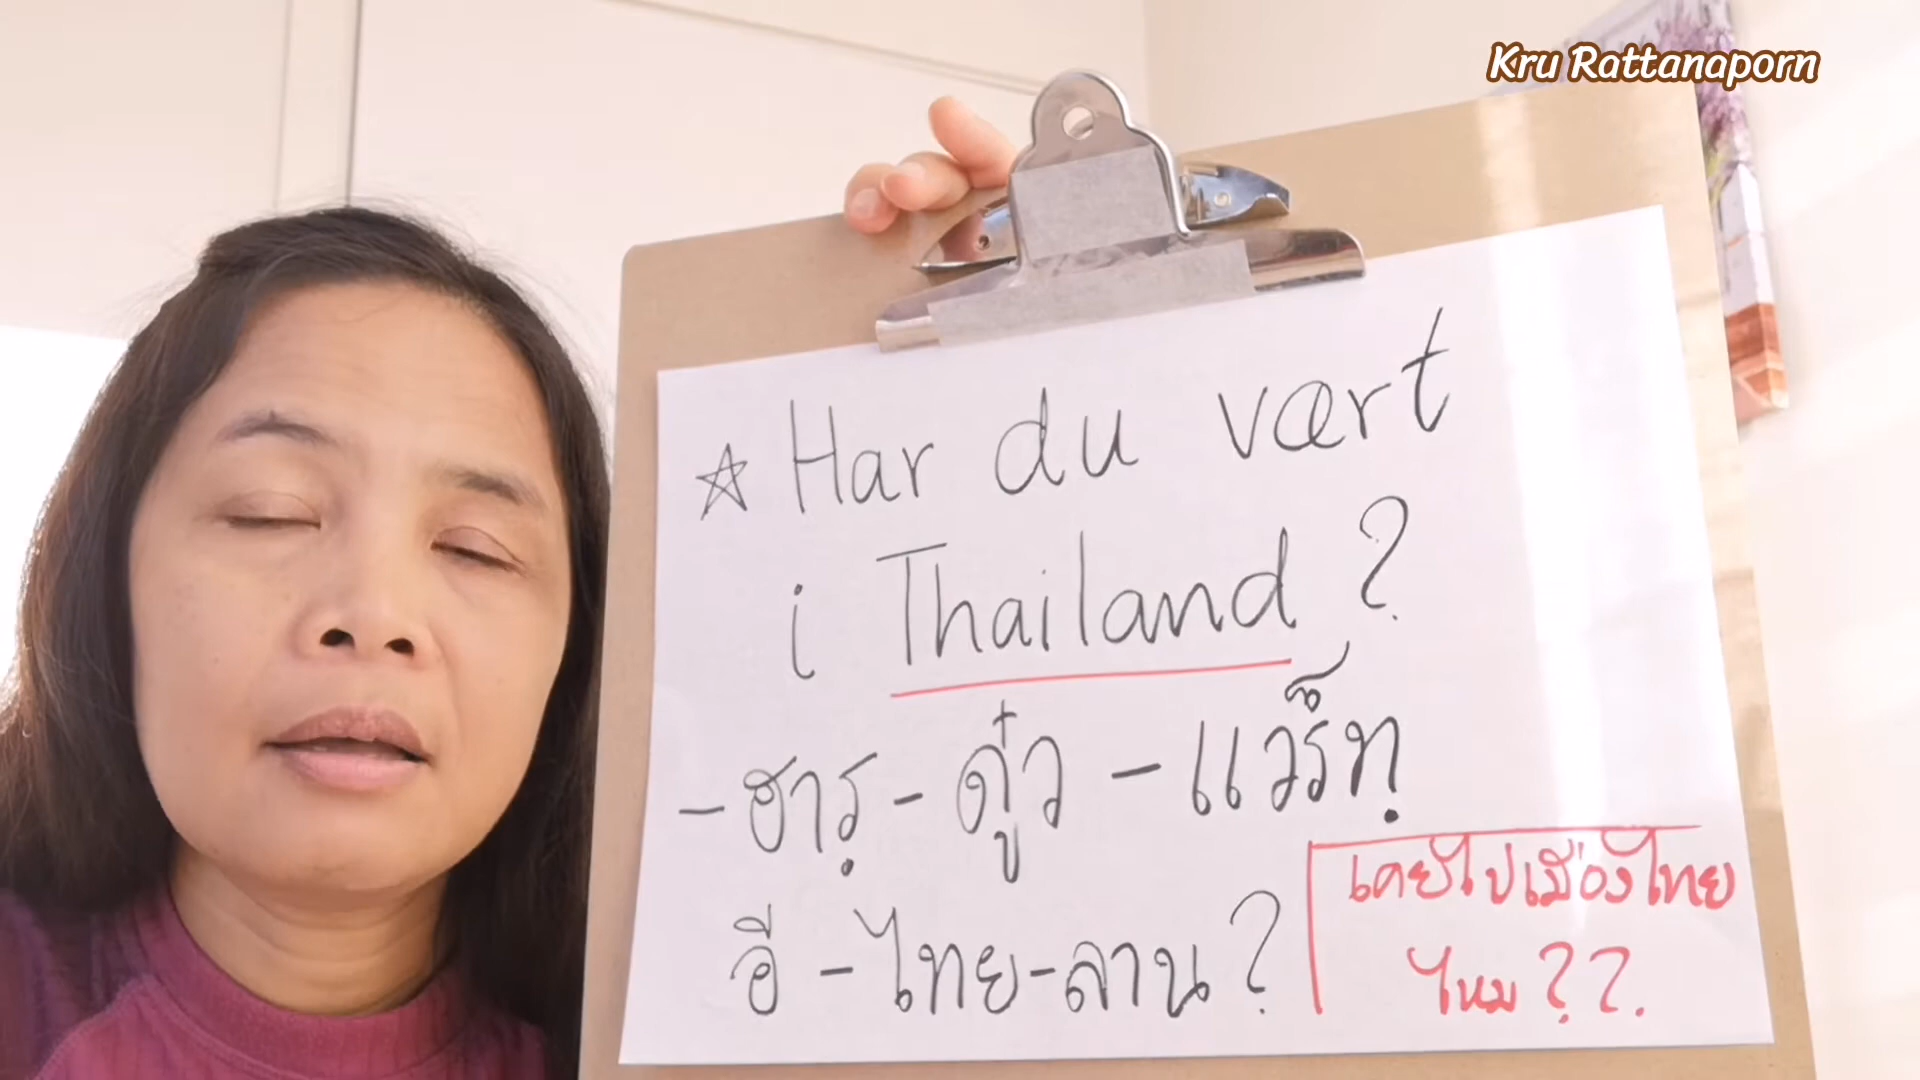 Kru Rattanaporn
☆ Har du vært
i Thailand?
- ฮารฺ - ดู๋ว - แวร็ทฺ
อี - ไทย - ลาน?
เคยไปเมืองไทย
ไหม??